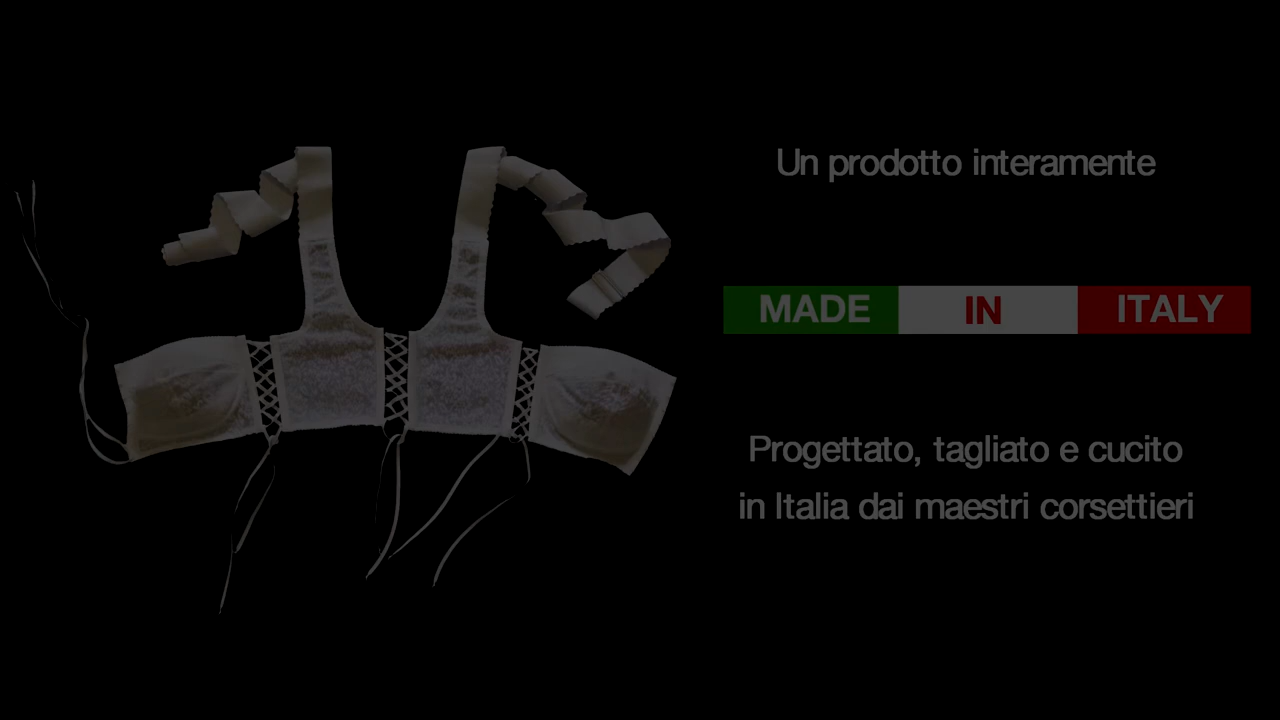 Un prodotto interamente
MADE IN ITALY
Progettato, tagliato e cucito
in Italia dai maestri corsettieri